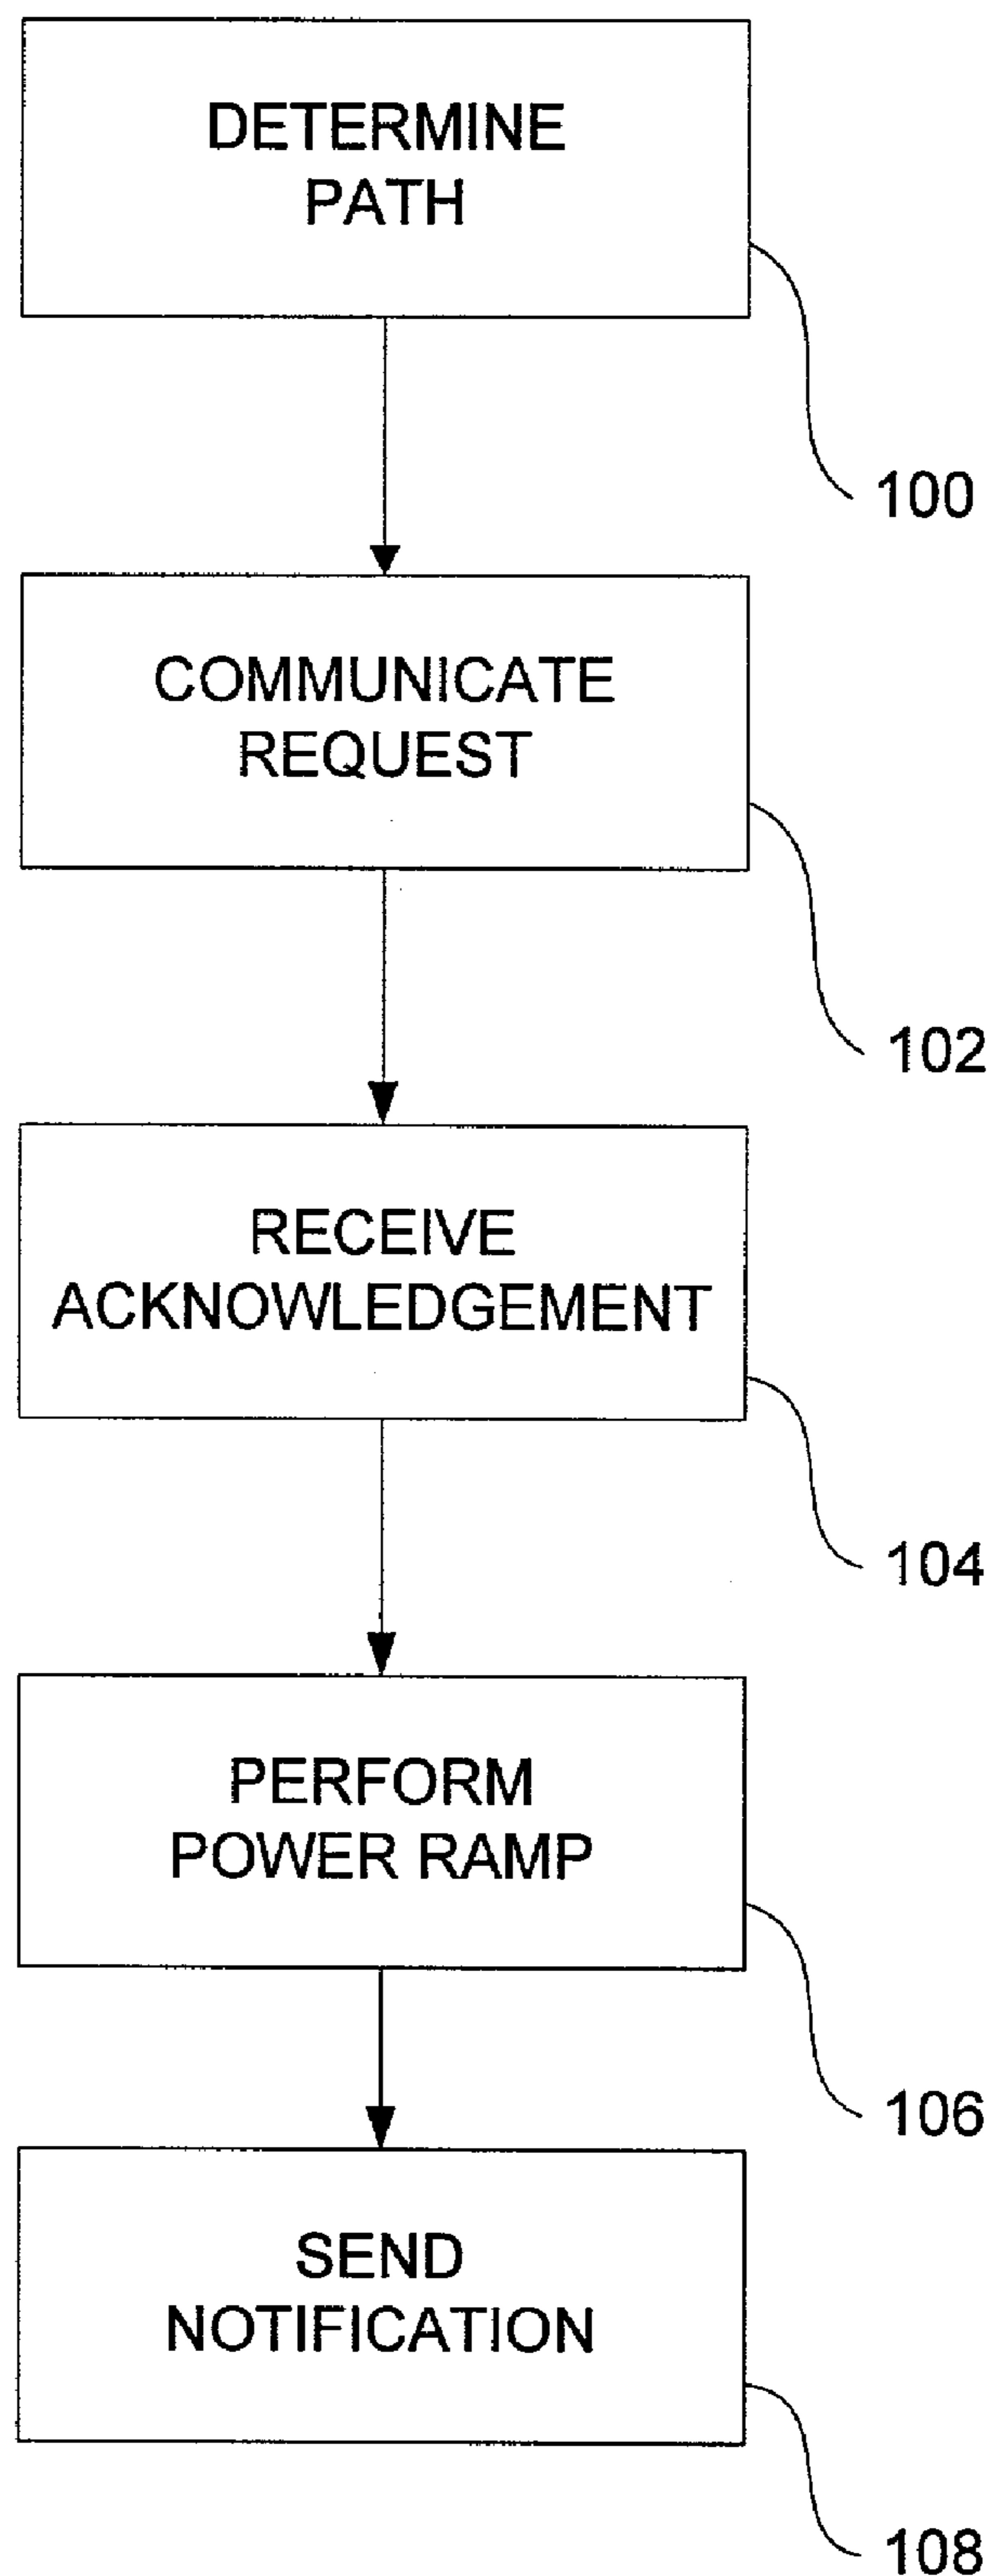 DETERMINE
PATH
100
COMMUNICATE
REQUEST
102
RECEIVE
ACKNOWLEDGEMENT
104
PERFORM
POWER RAMP
106
SEND
NOTIFICATION
108